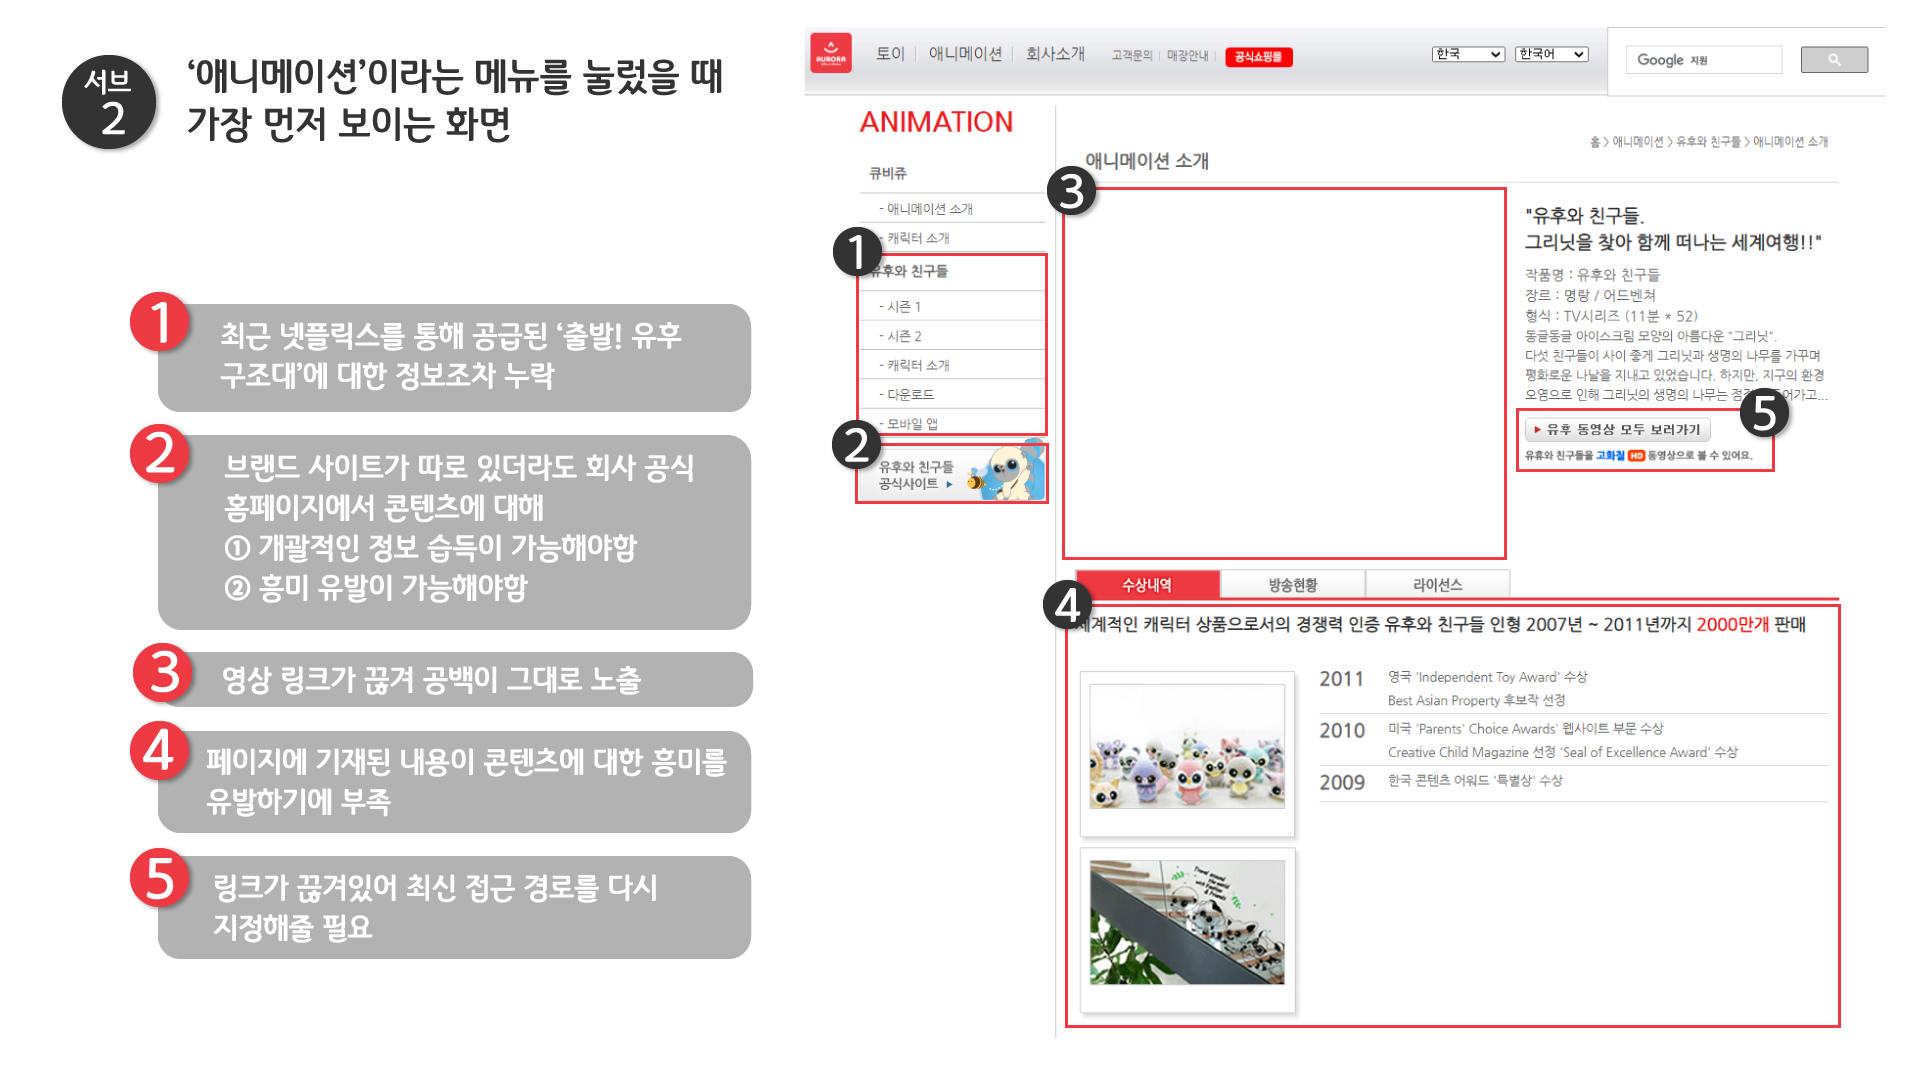 서브
2
‘애니메이션’이라는 메뉴를 눌렀을 때
가장 먼저 보이는 화면
1
최근 넷플릭스를 통해 공급된 ‘출발! 유후
구조대’에 대한 정보조차 누락
2
브랜드 사이트가 따로 있더라도 회사 공식
홈페이지에서 콘텐츠에 대해
① 개괄적인 정보 습득이 가능해야함
② 흥미 유발이 가능해야함
3
영상 링크가 끊겨 공백이 그대로 노출
4
페이지에 기재된 내용이 콘텐츠에 대한 흥미를
유발하기에 부족
5
링크가 끊겨있어 최신 접근 경로를 다시
지정해줄 필요
AURORA
토이 애니메이션 회사소개 고객문의 매장안내 공식쇼핑몰
한국 한국어
Google 지원
ANIMATION
큐비쥬
- 애니메이션 소개
- 캐릭터 소개
1
유후와 친구들
- 시즌 1
- 시즌 2
- 캐릭터 소개
- 다운로드
- 모바일 앱
2
유후와 친구들
공식사이트
홈 > 애니메이션 > 유후와 친구들 > 애니메이션 소개
애니메이션 소개
3
"유후와 친구들.
그리닛을 찾아 함께 떠나는 세계여행!!"
작품명 : 유후와 친구들
장르 : 명랑 / 어드벤쳐
형식 : TV시리즈 (11분 * 52)
동글동글 아이스크림 모양의 아름다운 "그리닛".
다섯 친구들이 사이 좋게 그리닛과 생명의 나무를 가꾸며
평화로운 나날을 지내고 있었습니다. 하지만, 지구의 환경
오염으로 인해 그리닛의 생명의 나무는 어가고...
5
유후 동영상 모두 보러가기
유휴와 친구들을 고화질 HD 동영상으로 볼 수 있어요.
수상내역 방송현황 라이선스
4
세계적인 캐릭터 상품으로서의 경쟁력 인증 유후와 친구들 인형 2007년 ~ 2011년까지 2000만개 판매
2011 영국 'Independent Toy Award' 수상
Best Asian Property 후보작 선정
2010 미국 'Parents' Choice Awards' 웹사이트 부문 수상
Creative Child Magazine 선정 'Seal of Excellence Award' 수상
2009 한국 콘텐츠 어워드 '특별상' 수상
Travel around
the world
with YooHoo
& Friends